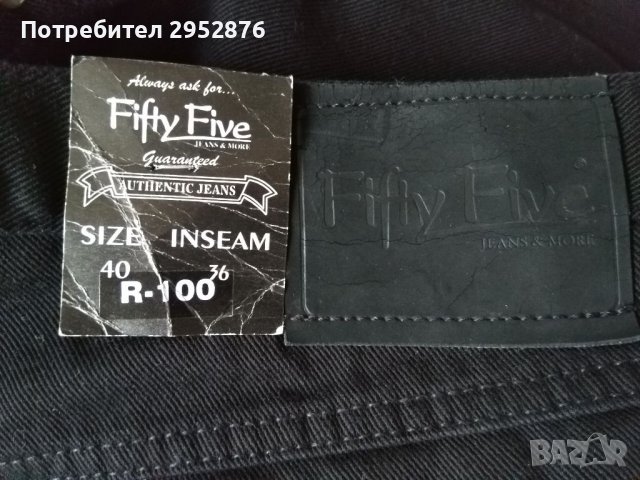 Потребител 2952876
Always ask for...
Fifty Five
JEANS & MORE
Guaranteed
AUTHENTIC JEANS
SIZE INSEAM
40 36
R-100
Fifty Five
JEANS & MORE
BAZAR